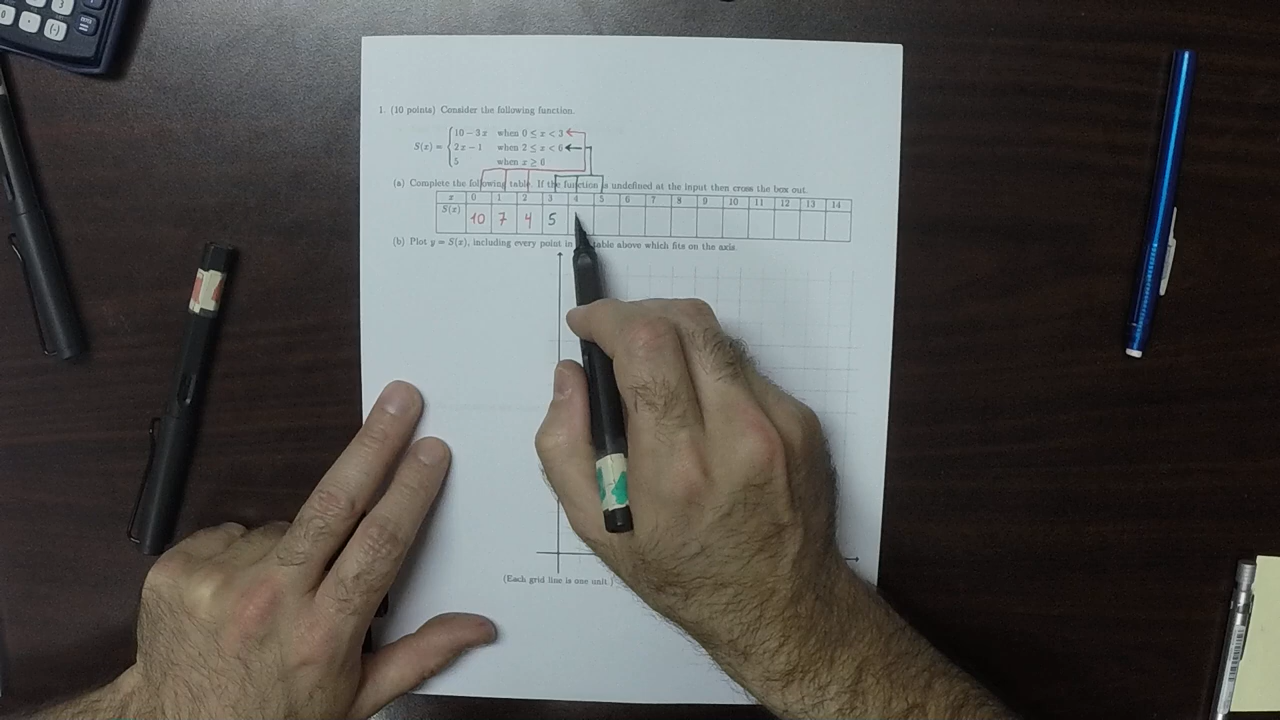 1. (10 points) Consider the following function.
10 − 3x when 0 ≤ x < 3
S(x) = { 2x − 1 when 2 ≤ x < 6
5 when x ≥ 6
(a) Complete the following table. If the function is undefined at the input then cross the box out.
x 0 1 2 3 4 5 6 7 8 9 10 11 12 13 14
S(x) 10 7 4 5
(b) Plot y = S(x), including every point in table above which fits on the axis.
(Each grid line is one unit.)